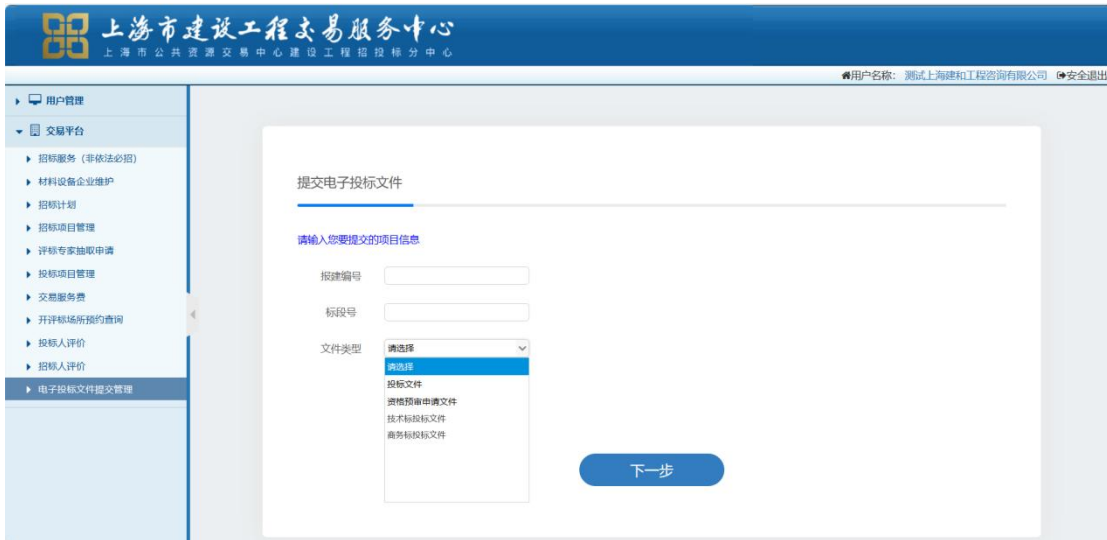 上海市建设工程交易服务中心
上海市公共资源交易中心建设工程招投标分中心
用户名称： 测试上海建和工程咨询有限公司 安全退出
用户管理
交易平台
招标服务（非依法必招）
材料设备企业维护
招标计划
招标项目管理
评标专家抽取申请
投标项目管理
交易服务费
开评标场所预约查询
投标人评价
招标人评价
电子投标文件提交管理
提交电子投标文件
请输入您要提交的项目信息
报建编号
标段号
文件类型 请选择
请选择
投标文件
资格预审申请文件
技术标投标文件
商务标投标文件
下一步